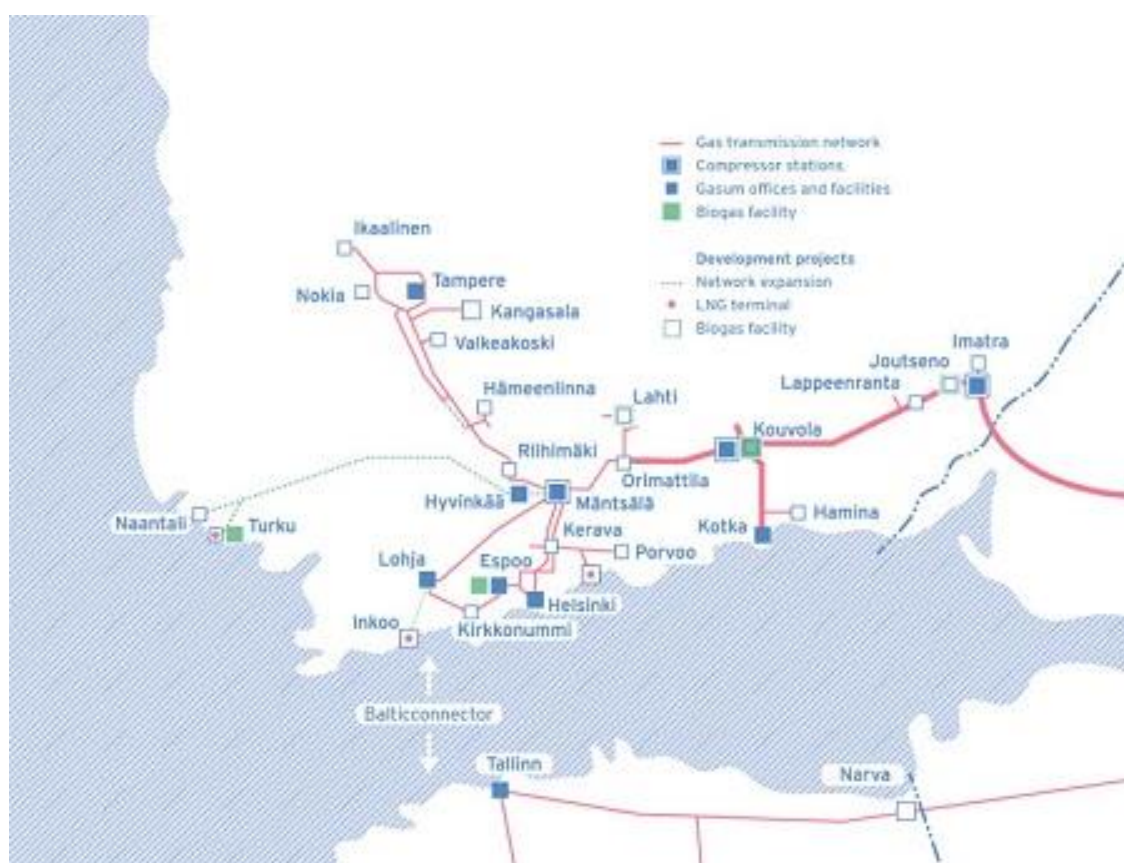 Gas transmission network
Compressor stations
Gasum offices and facilities
Biogas facility
Development projects
Network expansion
LNG terminal
Biogas facility
Ikaalinen
Tampere
Nokia
Kangasala
Valkeakoski
Hämeenlinna
Lahti
Imatra
Joutseno
Lappeenranta
Kouvola
Riihimäki
Orimattila
Hyvinkää
Mäntsälä
Naantali
Turku
Kerava
Kotka
Hamina
Porvoo
Lohja
Espoo
Helsinki
Inkoo
Kirkkonummi
Balticconnector
Tallinn
Narva